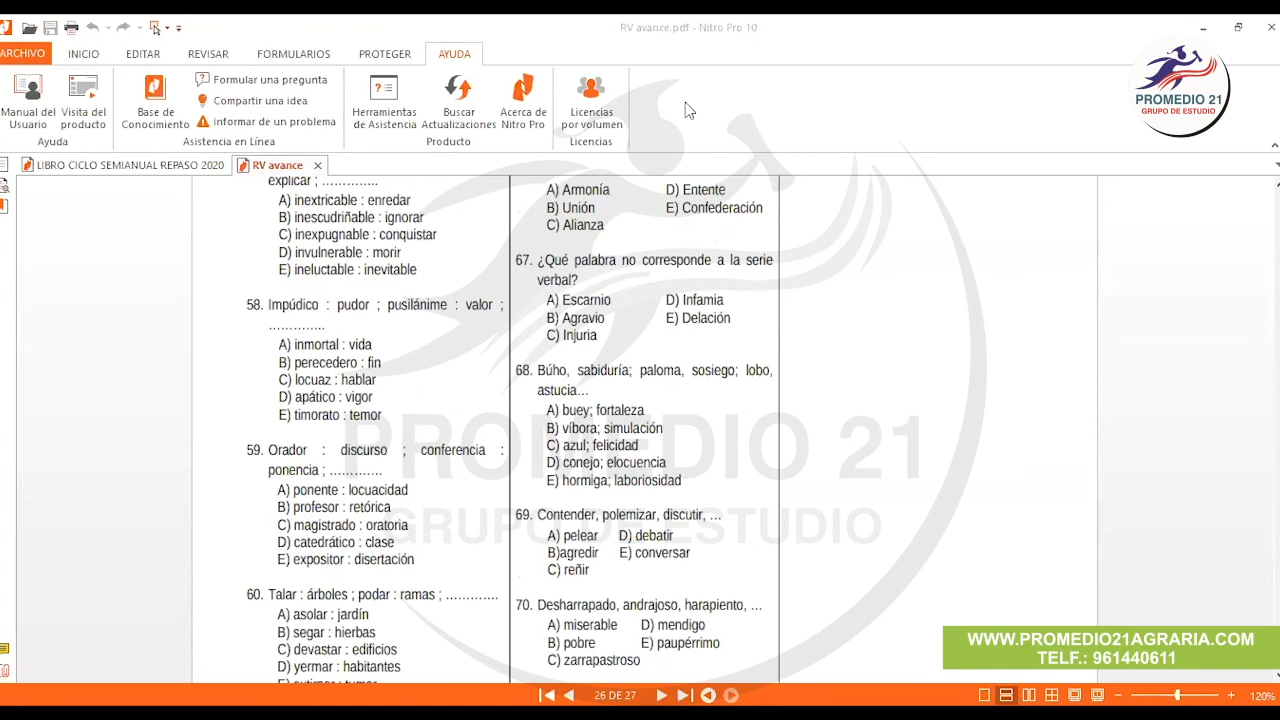 RV avance.pdf - Nitro Pro 10
ARCHIVO INICIO EDITAR REVISAR FORMULARIOS PROTEGER AYUDA
Manual del Usuario
Visita del producto
Ayuda
Base de Conocimiento
Formular una pregunta
Compartir una idea
Informar de un problema
Asistencia en Línea
Herramientas de Asistencia
Buscar Actualizaciones
Acerca de Nitro Pro
Producto
Licencias por volumen
Licencias
PROMEDIO 21
GRUPO DE ESTUDIO
LIBRO CICLO SEMIANUAL REPASO 2020
RV avance
explicar ; …………..
A) inextricable : enredar
B) inescudriñable : ignorar
C) inexpugnable : conquistar
D) invulnerable : morir
E) ineluctable : inevitable
58. Impúdico : pudor ; pusilánime : valor ;
…………..
A) inmortal : vida
B) perecedero : fin
C) locuaz : hablar
D) apático : vigor
E) timorato : temor
59. Orador : discurso ; conferencia :
ponencia ; ………….
A) ponente : locuacidad
B) profesor : retórica
C) magistrado : oratoria
D) catedrático : clase
E) expositor : disertación
60. Talar : árboles ; podar : ramas ; ………….
A) asolar : jardín
B) segar : hierbas
C) devastar : edificios
D) yermar : habitantes
A) Armonía D) Entente
B) Unión E) Confederación
C) Alianza
67. ¿Qué palabra no corresponde a la serie
verbal?
A) Escarnio D) Infamia
B) Agravio E) Delación
C) Injuria
68. Búho, sabiduría; paloma, sosiego; lobo,
astucia…
A) buey; fortaleza
B) víbora; simulación
C) azul; felicidad
D) conejo; elocuencia
E) hormiga; laboriosidad
69. Contender, polemizar, discutir, …
A) pelear D) debatir
B)agredir E) conversar
C) reñir
70. Desharrapado, andrajoso, harapiento, …
A) miserable D) mendigo
B) pobre E) paupérrimo
C) zarrapastroso
PROMEDIO 21
GRUPO DE ESTUDIO
WWW.PROMEDIO21AGRARIA.COM
TELF.: 961440611
26 DE 27
120%